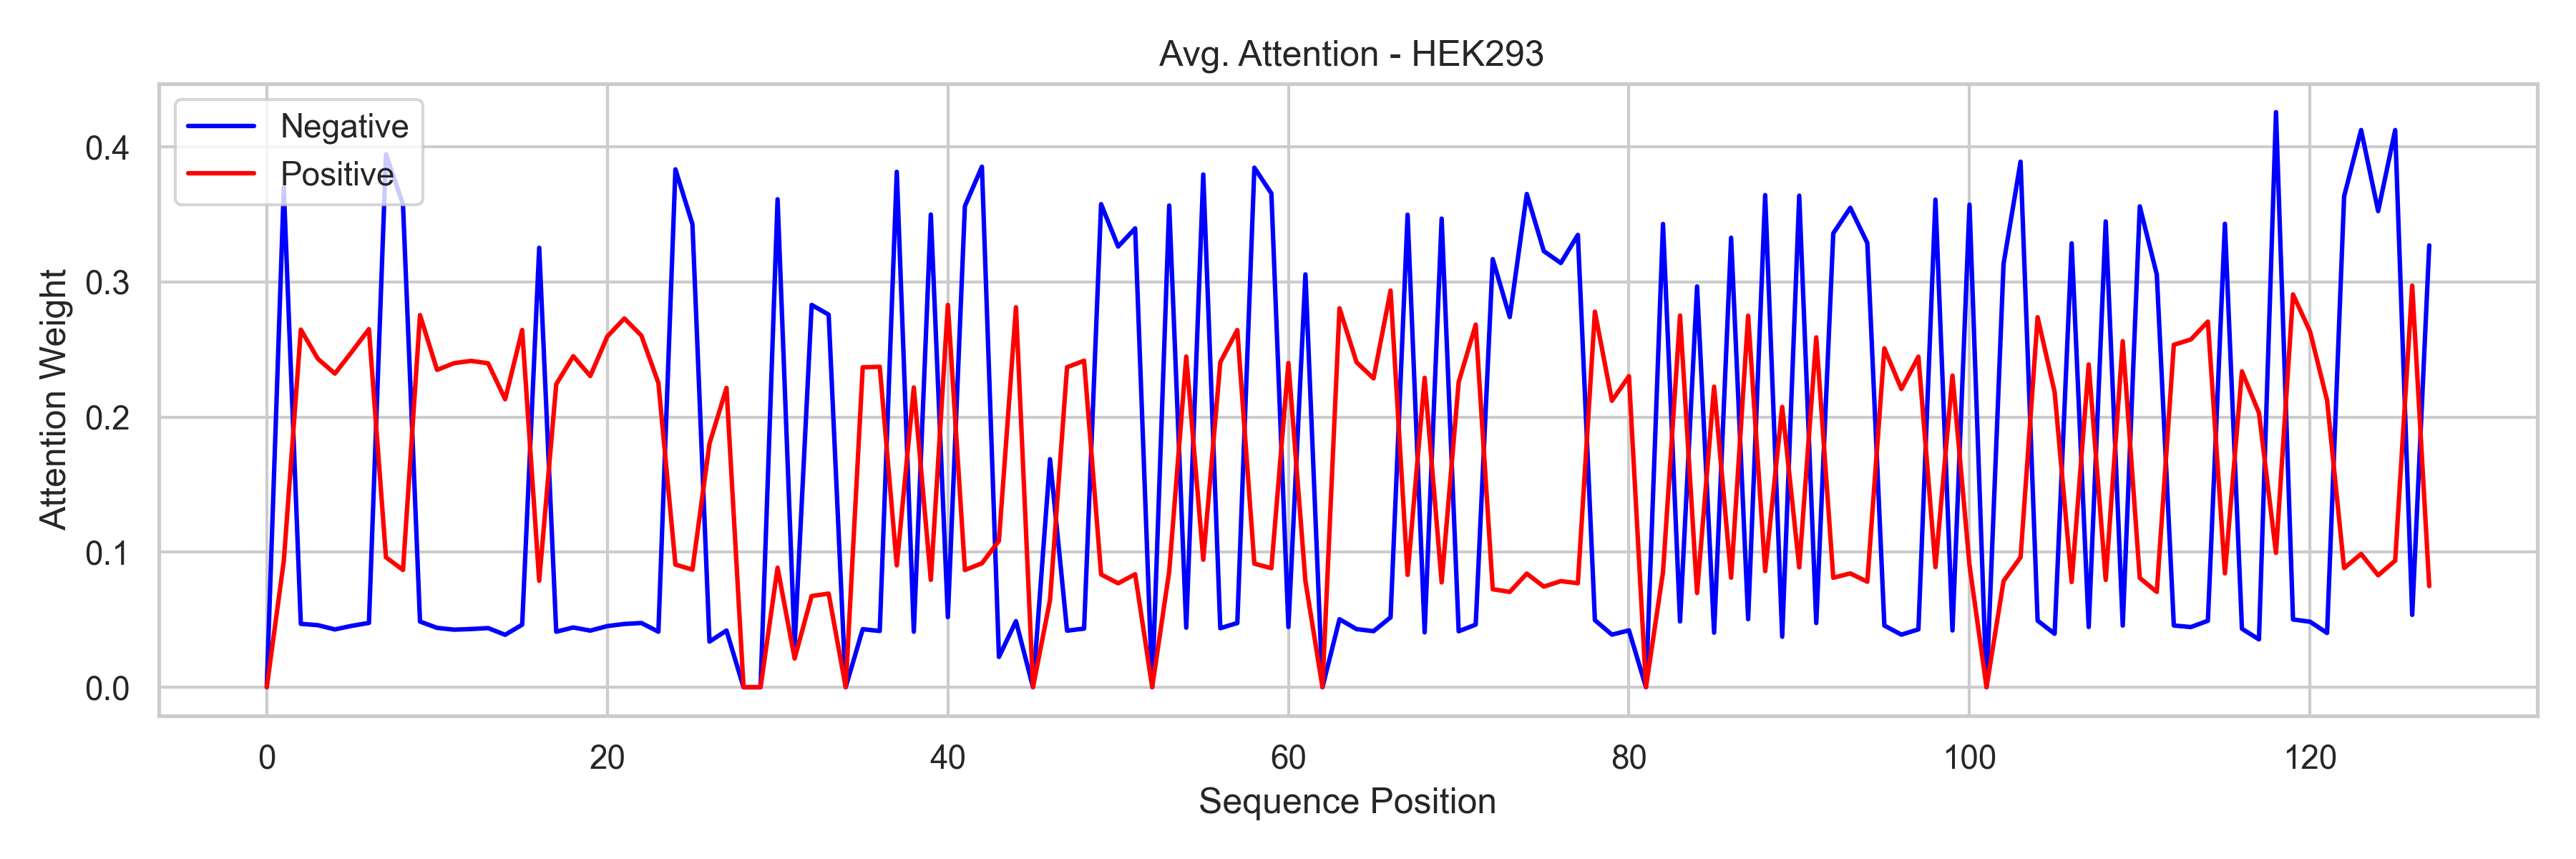 Avg. Attention - HEK293
Negative
Positive
Attention Weight
0.4
0.3
0.2
0.1
0.0
0 20 40 60 80 100 120
Sequence Position